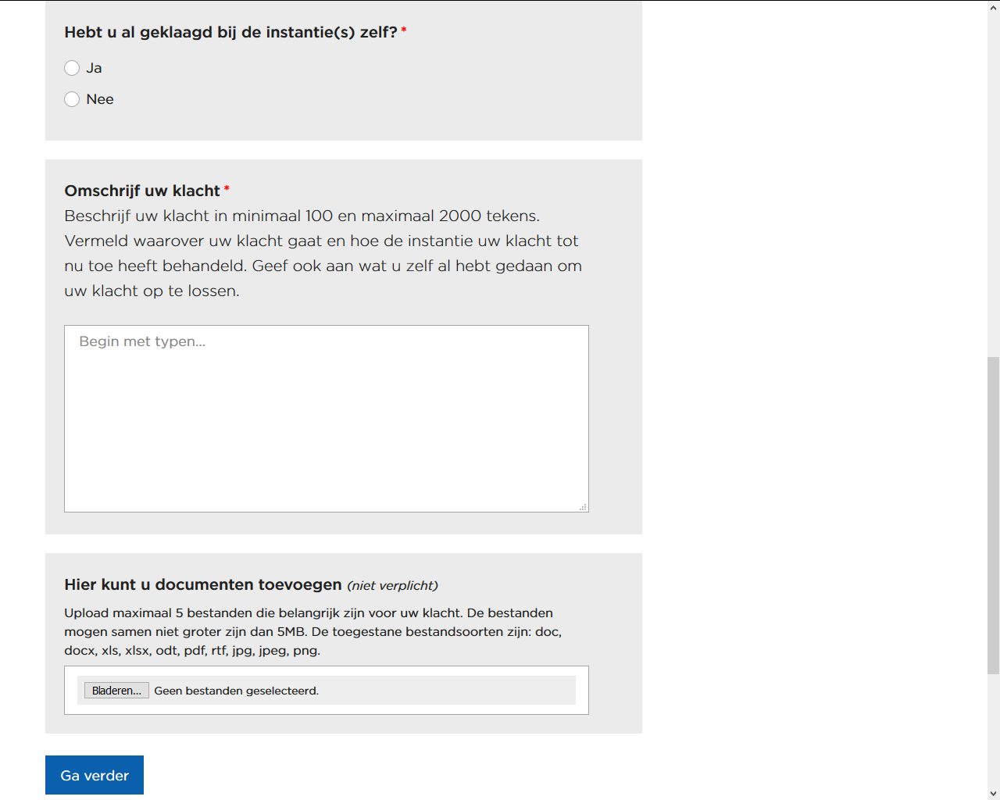 Hebt u al geklaagd bij de instantie(s) zelf? *
Ja
Nee
Omschrijf uw klacht *
Beschrijf uw klacht in minimaal 100 en maximaal 2000 tekens.
Vermeld waarover uw klacht gaat en hoe de instantie uw klacht tot
nu toe heeft behandeld. Geef ook aan wat u zelf al hebt gedaan om
uw klacht op te lossen.
Begin met typen...
Hier kunt u documenten toevoegen (niet verplicht)
Upload maximaal 5 bestanden die belangrijk zijn voor uw klacht. De bestanden
mogen samen niet groter zijn dan 5MB. De toegestane bestandsoorten zijn: doc,
docx, xls, xlsx, odt, pdf, rtf, jpg, jpeg, png.
Bladeren... Geen bestanden geselecteerd.
Ga verder